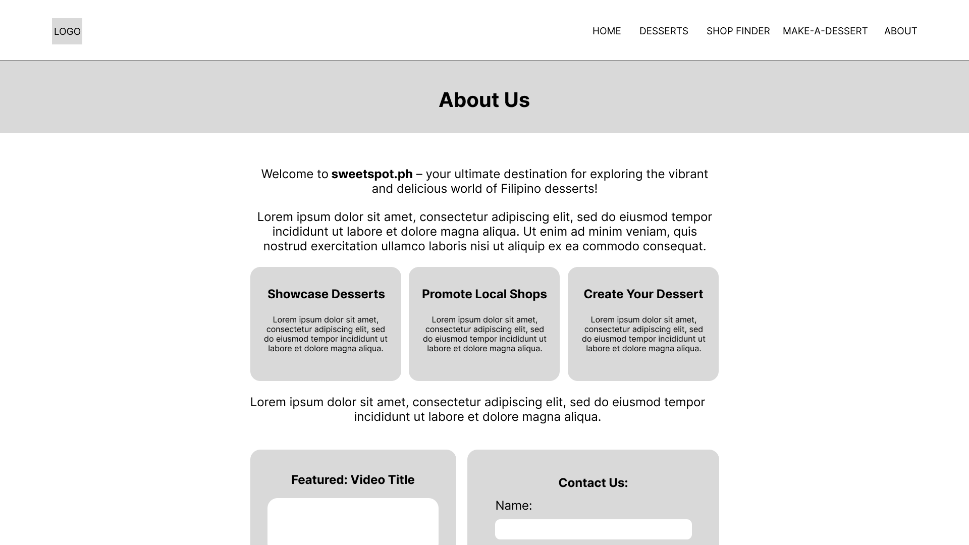 LOGO
HOME DESSERTS SHOP FINDER MAKE-A-DESSERT ABOUT
About Us
Welcome to sweetspot.ph – your ultimate destination for exploring the vibrant
and delicious world of Filipino desserts!
Lorem ipsum dolor sit amet, consectetur adipiscing elit, sed do eiusmod tempor
incididunt ut labore et dolore magna aliqua. Ut enim ad minim veniam, quis
nostrud exercitation ullamco laboris nisi ut aliquip ex ea commodo consequat.
Showcase Desserts
Lorem ipsum dolor sit amet,
consectetur adipiscing elit, sed
do eiusmod tempor incididunt ut
labore et dolore magna aliqua.
Promote Local Shops
Lorem ipsum dolor sit amet,
consectetur adipiscing elit, sed
do eiusmod tempor incididunt ut
labore et dolore magna aliqua.
Create Your Dessert
Lorem ipsum dolor sit amet,
consectetur adipiscing elit, sed
do eiusmod tempor incididunt ut
labore et dolore magna aliqua.
Lorem ipsum dolor sit amet, consectetur adipiscing elit, sed do eiusmod tempor
incididunt ut labore et dolore magna aliqua.
Featured: Video Title
Contact Us:
Name: